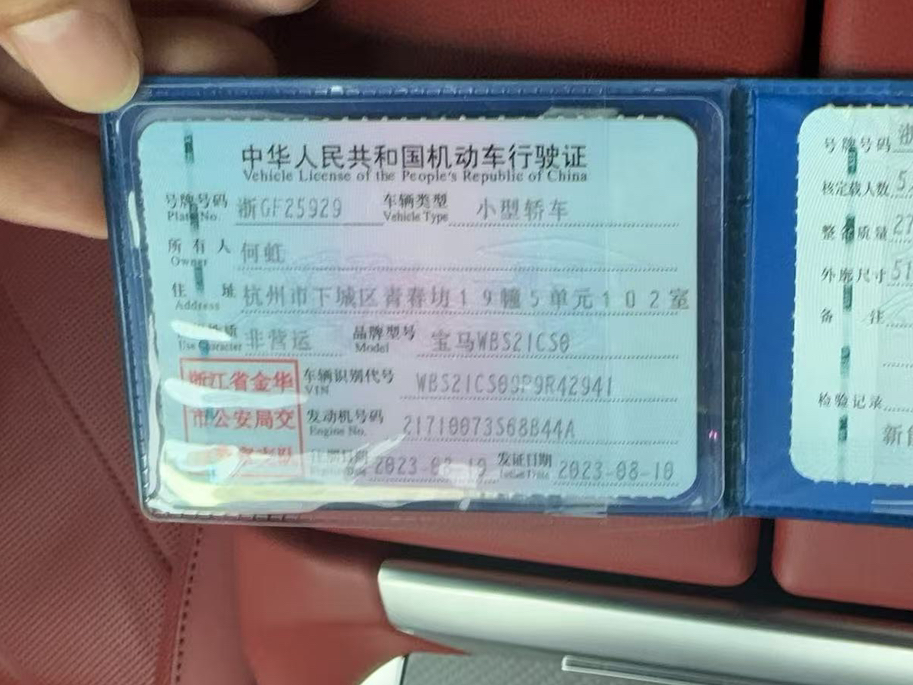 中华人民共和国机动车行驶证
Vehicle License of the People's Republic of China
号牌号码 浙GF25929 车辆类型 小型轿车
Plate No. Vehicle Type
所有人 何虹
Owner
住址 杭州市下城区青春坊19幢5单元102室
Address
非营运 品牌型号 宝马WBS21CS0
Use Character Model
浙江省金华 车辆识别代号 WBS21CS09P9R42941
VIN
市公安局交 发动机号码 21710073S68B44A
Engine No.
2023-08-10 发证日期 2023-08-10
Issue Date
号牌号码 浙
核定载人数 5
整备质量
外廓尺寸 51
备注
检验记录